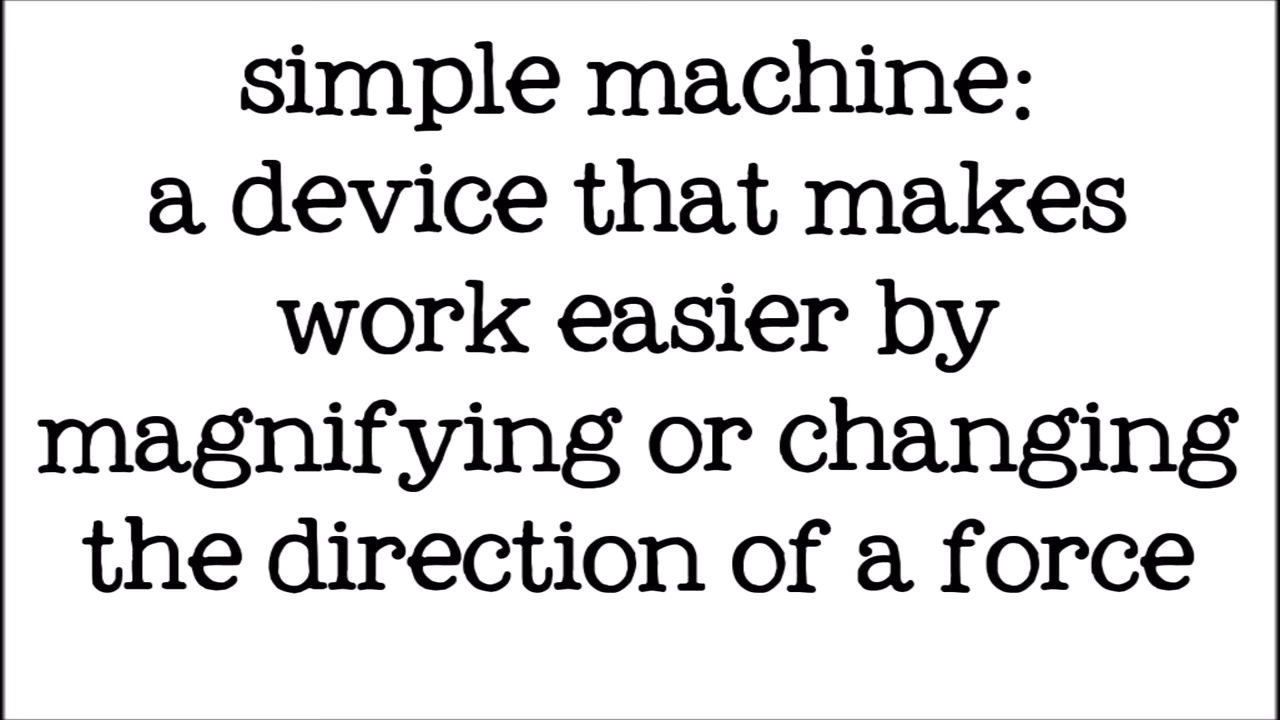 simple machine:
a device that makes
work easier by
magnifying or changing
the direction of a force